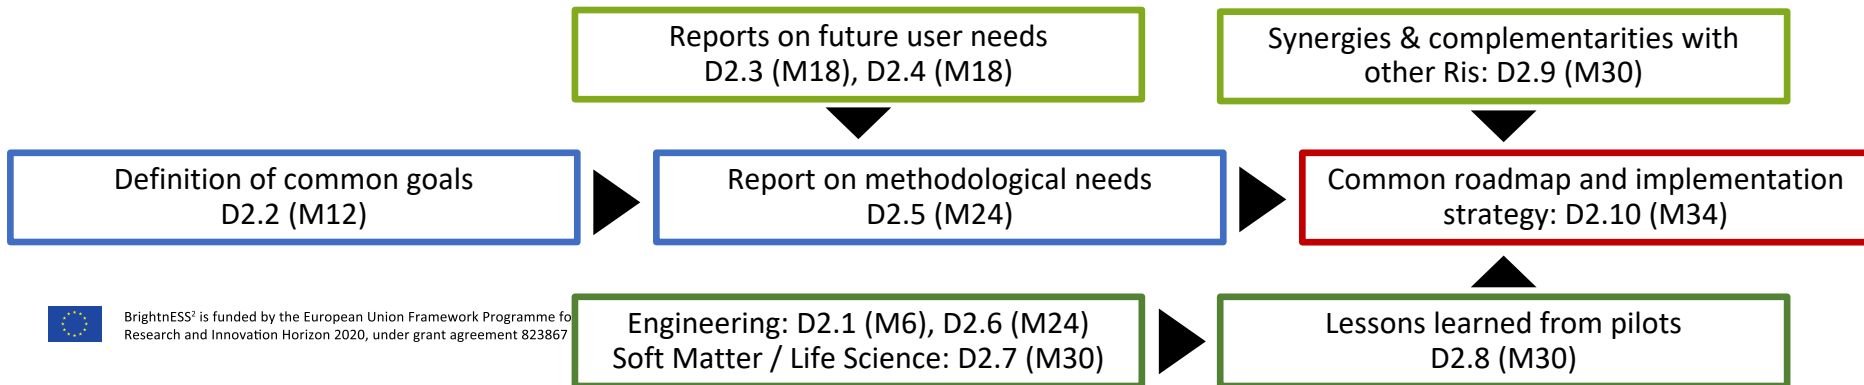 Reports on future user needs
D2.3 (M18), D2.4 (M18)
Synergies & complementarities with
other Ris: D2.9 (M30)
Definition of common goals
D2.2 (M12)
Report on methodological needs
D2.5 (M24)
Common roadmap and implementation
strategy: D2.10 (M34)
BrightnESS² is funded by the European Union Framework Programme fo
Research and Innovation Horizon 2020, under grant agreement 823867
Engineering: D2.1 (M6), D2.6 (M24)
Soft Matter / Life Science: D2.7 (M30)
Lessons learned from pilots
D2.8 (M30)